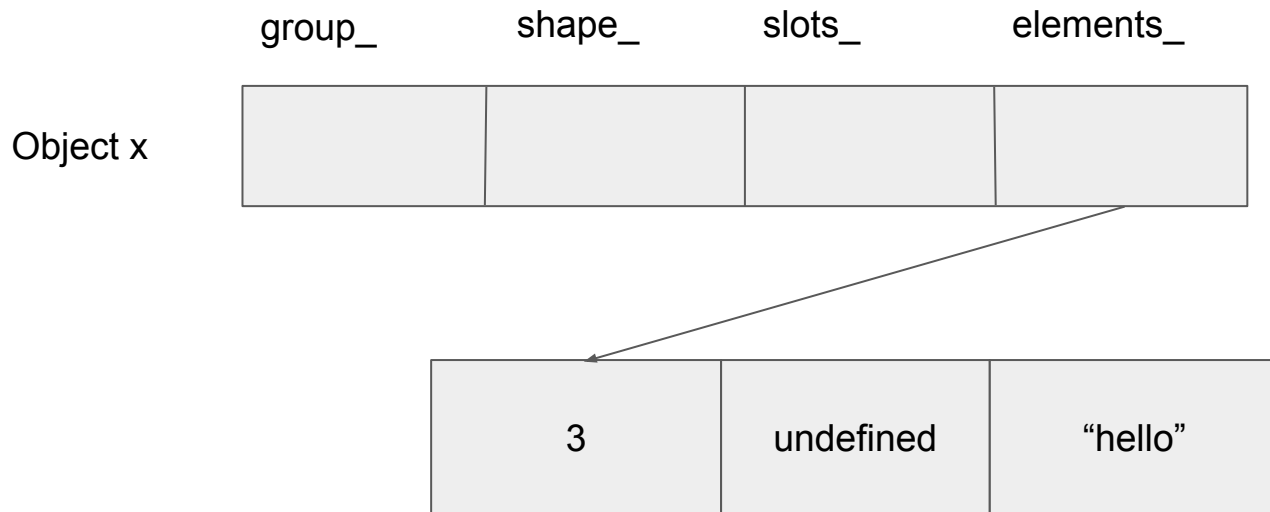 group_ shape_ slots_ elements_
Object x
3 undefined “hello”